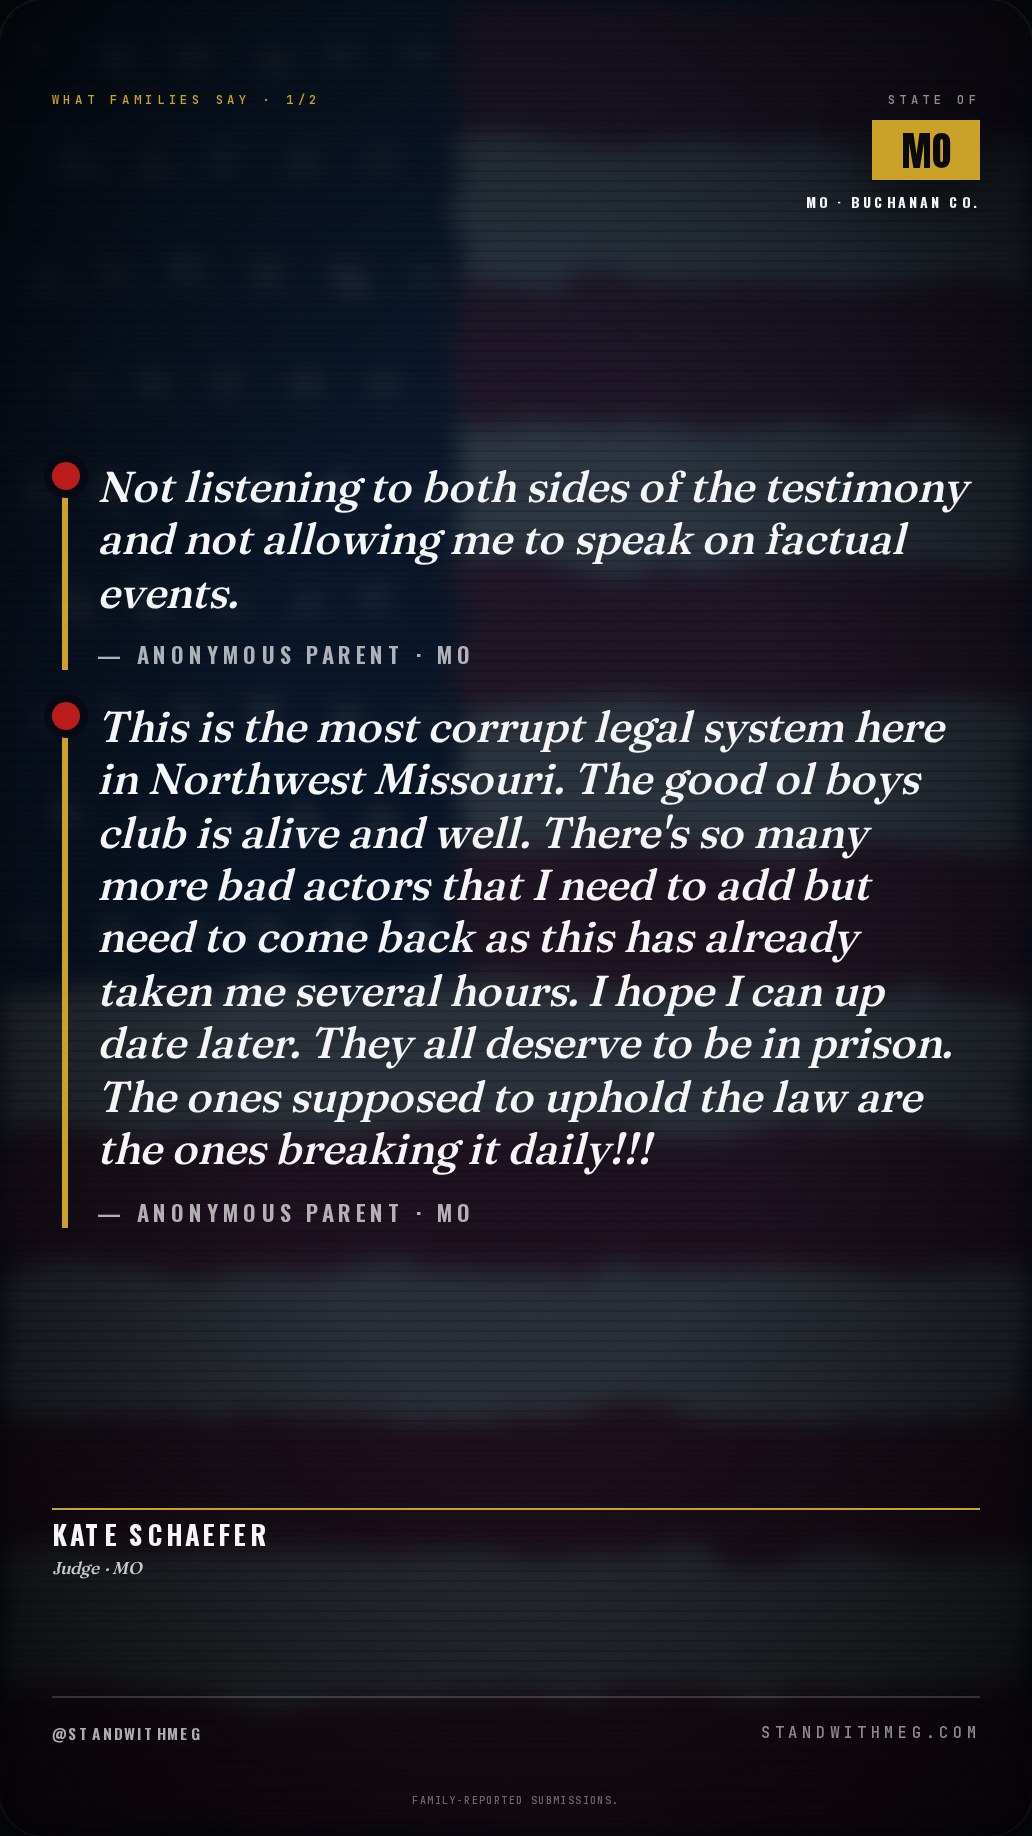 WHAT FAMILIES SAY · 1/2
STATE OF
MO
MO · BUCHANAN CO.
Not listening to both sides of the testimony
and not allowing me to speak on factual
events.
— ANONYMOUS PARENT · MO
This is the most corrupt legal system here
in Northwest Missouri. The good ol boys
club is alive and well. There's so many
more bad actors that I need to add but
need to come back as this has already
taken me several hours. I hope I can up
date later. They all deserve to be in prison.
The ones supposed to uphold the law are
the ones breaking it daily!!!
— ANONYMOUS PARENT · MO
KATE SCHAEFER
Judge · MO
@STANDWITHMEG
STANDWITHMEG.COM
FAMILY-REPORTED SUBMISSIONS.